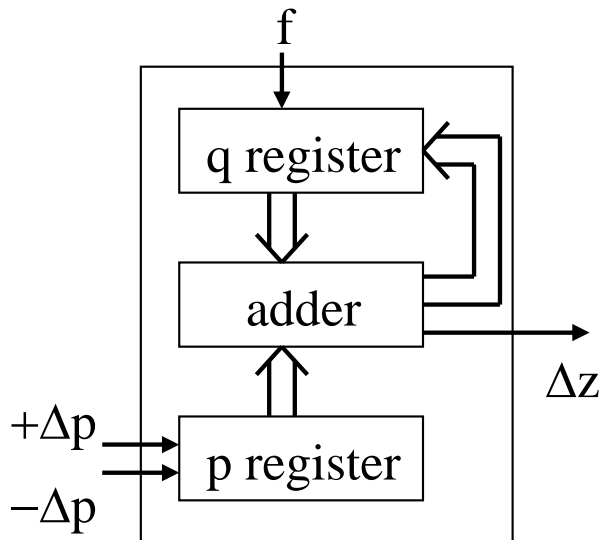 f
q register
adder
Δz
+Δp
p register
−Δp